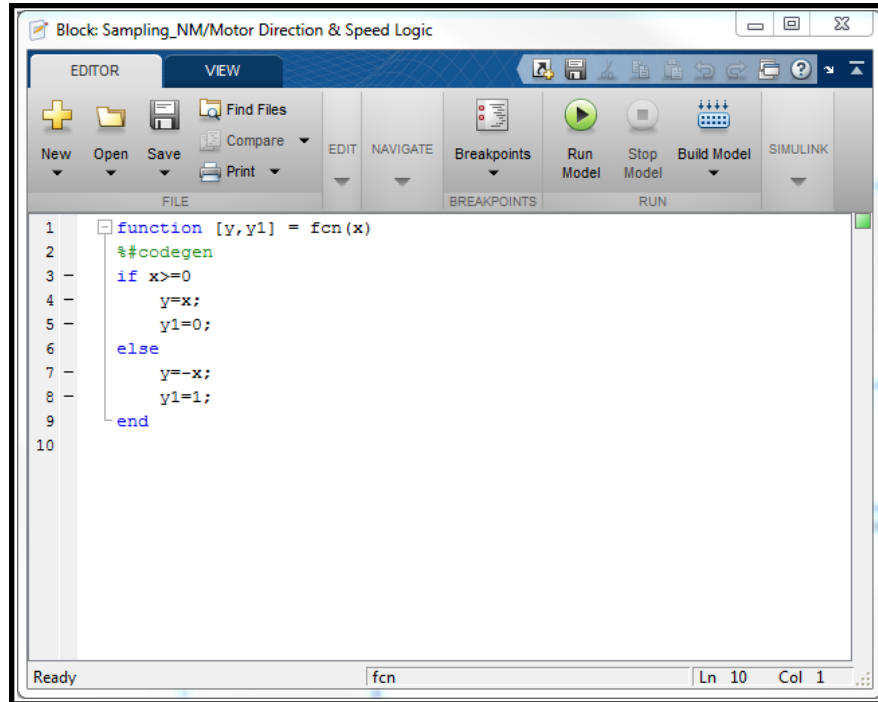 Block: Sampling_NM/Motor Direction & Speed Logic
EDITOR VIEW
New Open Save Find Files Compare Print EDIT NAVIGATE Breakpoints Run Model Stop Model Build Model SIMULINK
FILE BREAKPOINTS RUN
1 function [y,y1] = fcn(x)
2 %#codegen
3 – if x>=0
4 – y=x;
5 – y1=0;
6 else
7 – y=-x;
8 – y1=1;
9 end
10
Ready fcn Ln 10 Col 1